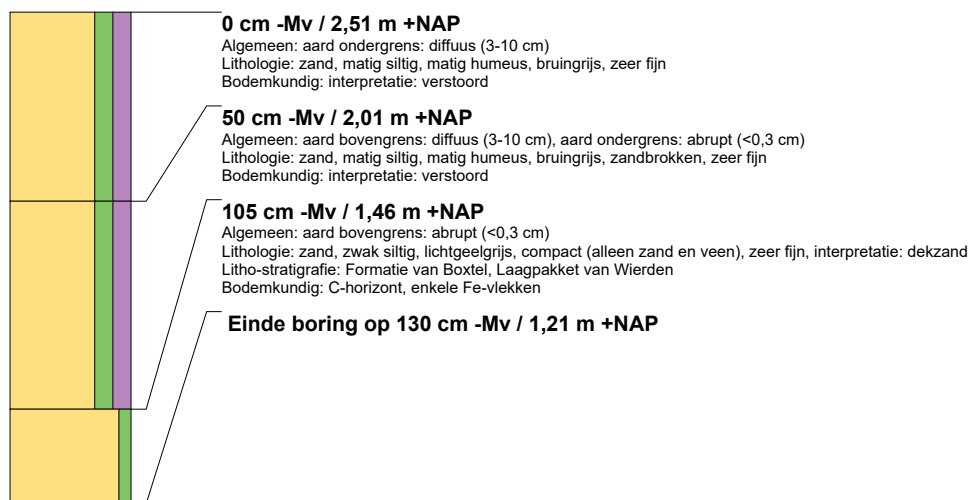 0 cm -Mv / 2,51 m +NAP
Algemeen: aard ondergrens: diffuus (3-10 cm)
Lithologie: zand, matig siltig, matig humeus, bruingrijs, zeer fijn
Bodemkundig: interpretatie: verstoord
50 cm -Mv / 2,01 m +NAP
Algemeen: aard bovengrens: diffuus (3-10 cm), aard ondergrens: abrupt (<0,3 cm)
Lithologie: zand, matig siltig, matig humeus, bruingrijs, zandbrokken, zeer fijn
Bodemkundig: interpretatie: verstoord
105 cm -Mv / 1,46 m +NAP
Algemeen: aard bovengrens: abrupt (<0,3 cm)
Lithologie: zand, zwak siltig, lichtgeelgrijs, compact (alleen zand en veen), zeer fijn, interpretatie: dekzand
Litho-stratigrafie: Formatie van Boxtel, Laagpakket van Wierden
Bodemkundig: C-horizont, enkele Fe-vlekken
Einde boring op 130 cm -Mv / 1,21 m +NAP